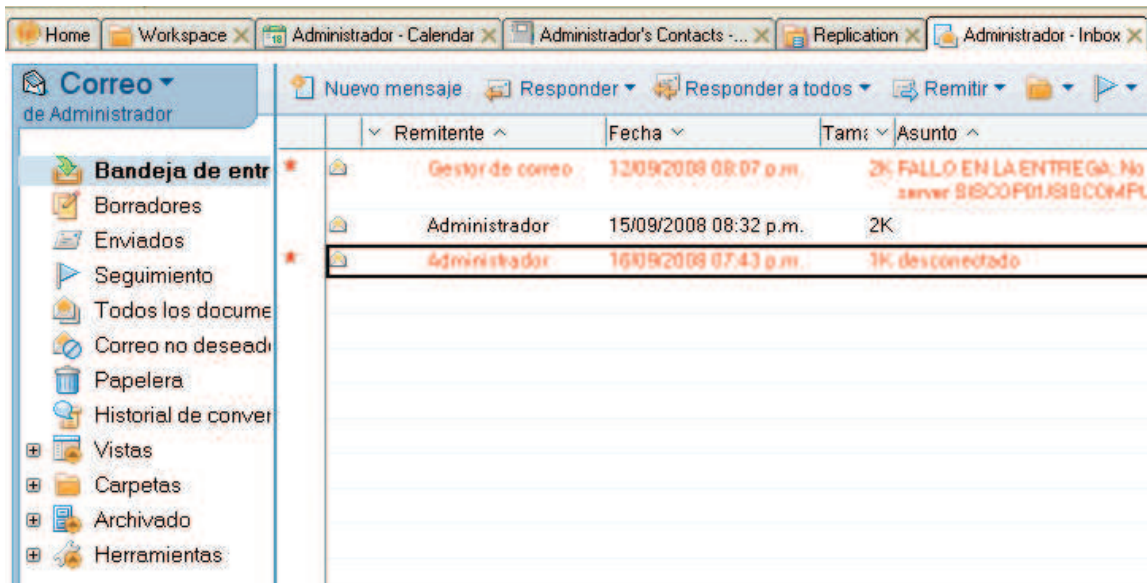 Home Workspace Administrador - Calendar Administrador's Contacts -... Replication Administrador - Inbox
Correo
de Administrador
Nuevo mensaje Responder Responder a todos Remitir
Remitente Fecha Tama Asunto
Bandeja de entr
Borradores
Enviados
Seguimiento
Todos los docume
Correo no desead
Papelera
Historial de conver
Vistas
Carpetas
Archivado
Herramientas
Gestor de correo 12/09/2008 08:07 p.m. 2K FALLO EN LA ENTREGA: No
server
Administrador 15/09/2008 08:32 p.m. 2K
Administrador 16/09/2008 07:43 p.m. 1K desconectado